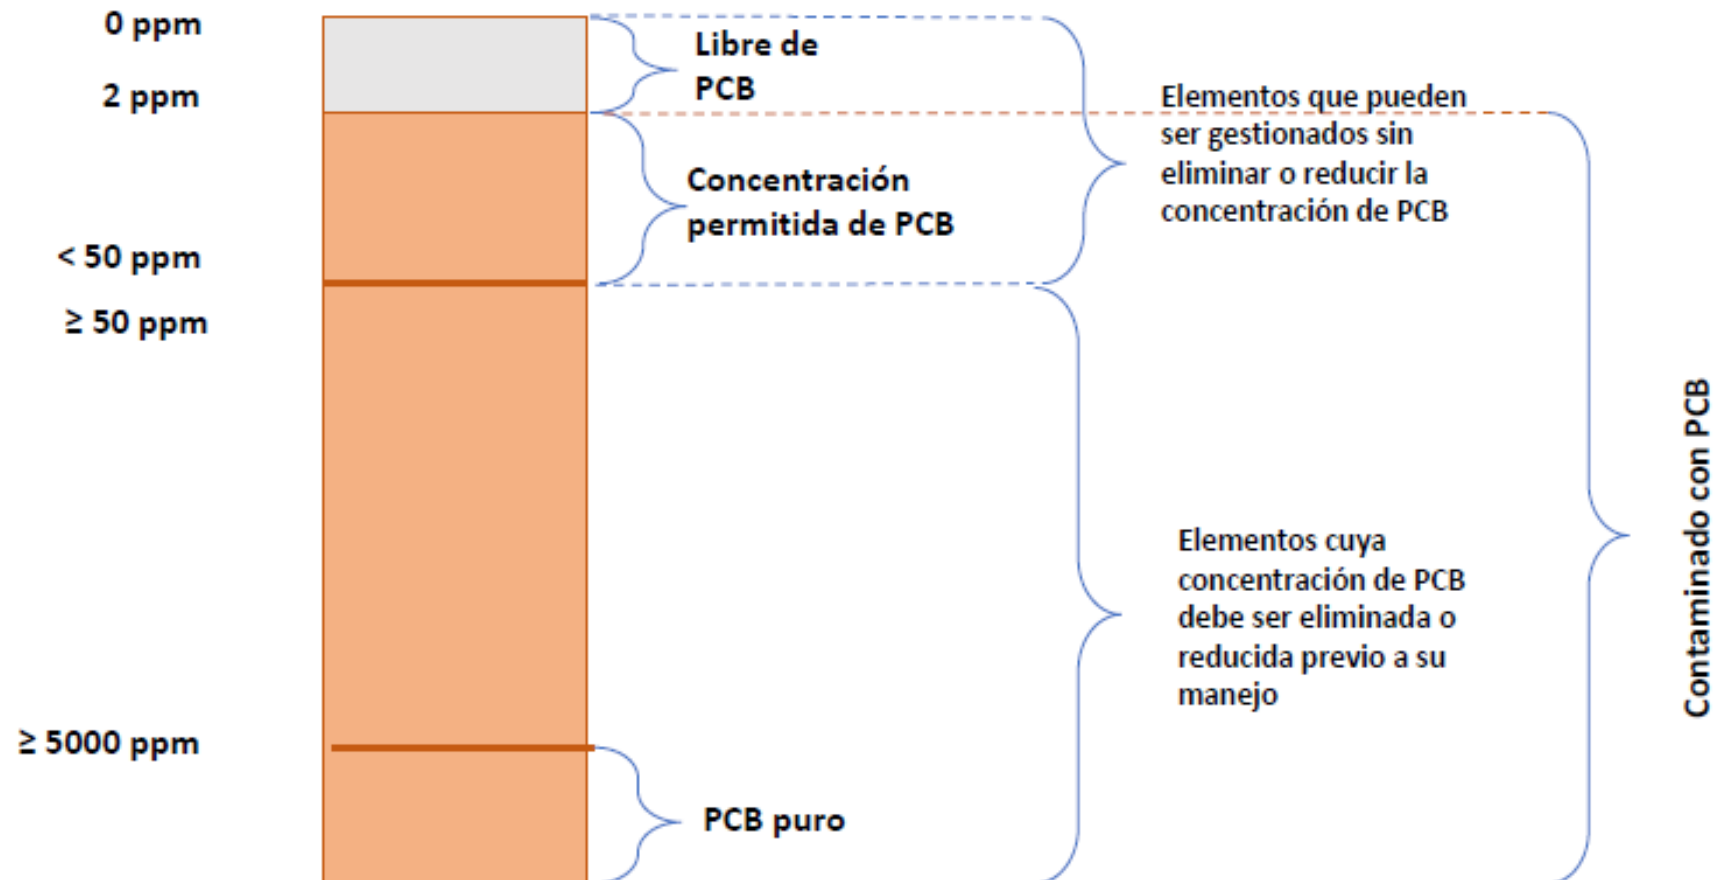 0 ppm
2 ppm
< 50 ppm
≥ 50 ppm
≥ 5000 ppm
Libre de
PCB
Concentración
permitida de PCB
PCB puro
Elementos que pueden
ser gestionados sin
eliminar o reducir la
concentración de PCB
Elementos cuya
concentración de PCB
debe ser eliminada o
reducida previo a su
manejo
Contaminado con PCB